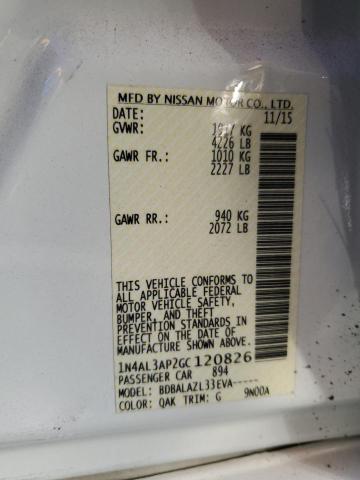 MFD BY NISSAN MOTOR CO., LTD.
DATE: 11/15
GVWR: 1917 KG
4226 LB
GAWR FR.: 1010 KG
2227 LB
GAWR RR.: 940 KG
2072 LB
THIS VEHICLE CONFORMS TO
ALL APPLICABLE FEDERAL
MOTOR VEHICLE SAFETY,
BUMPER, AND THEFT
PREVENTION STANDARDS IN
EFFECT ON THE DATE OF
MANUFACTURE SHOWN ABOVE.
1N4AL3AP2GC120826
PASSENGER CAR 894
MODEL: BDBALAZL33EVA-----
COLOR: QAK TRIM: G 9N00A